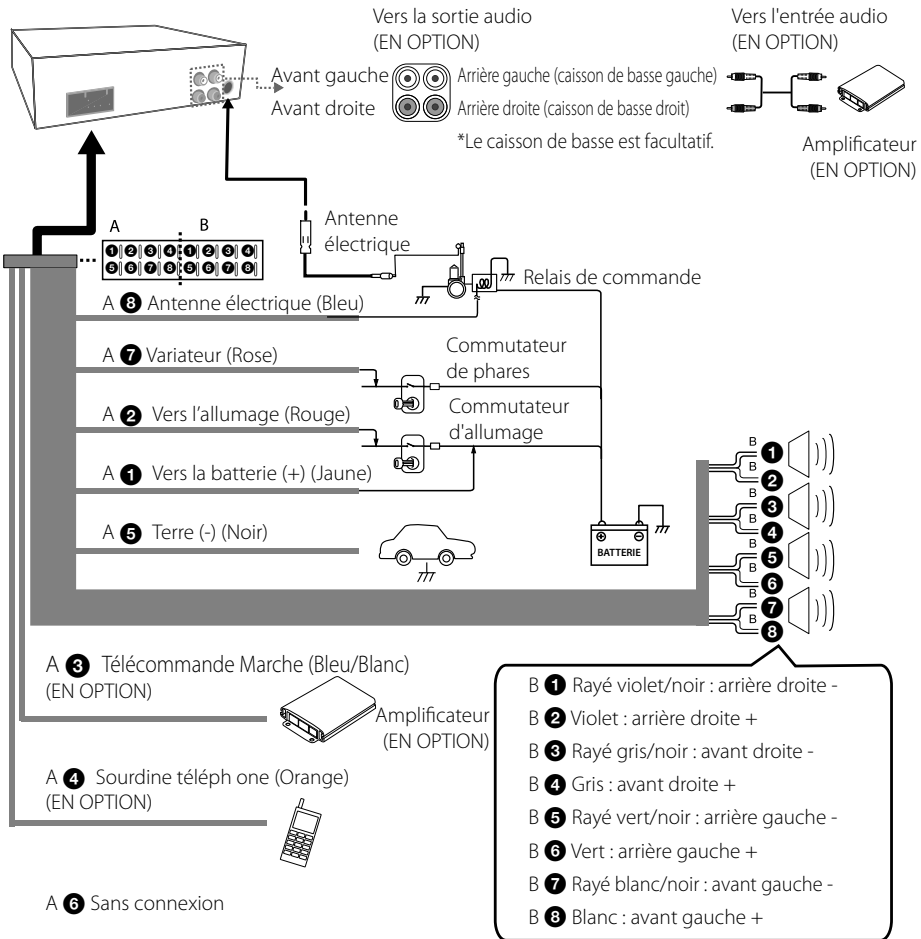 Vers la sortie audio
(EN OPTION)
Vers l'entrée audio
(EN OPTION)
Avant gauche
Arrière gauche (caisson de basse gauche)
Avant droite
Arrière droite (caisson de basse droit)
*Le caisson de basse est facultatif.
Amplificateur
(EN OPTION)
Antenne
électrique
A B
1 2 3 4 1 2 3 4
5 6 7 8 5 6 7 8
Relais de commande
A 8 Antenne électrique (Bleu)
A 7 Variateur (Rose)
Commutateur
de phares
A 2 Vers l'allumage (Rouge)
Commutateur
d'allumage
A 1 Vers la batterie (+) (Jaune)
A 5 Terre (-) (Noir)
+ -
BATTERIE
B 1
B 2
B 3
B 4
B 5
B 6
B 7
B 8
A 3 Télécommande Marche (Bleu/Blanc)
(EN OPTION)
Amplificateur
(EN OPTION)
A 4 Sourdine téléph one (Orange)
(EN OPTION)
A 6 Sans connexion
B 1 Rayé violet/noir : arrière droite -
B 2 Violet : arrière droite +
B 3 Rayé gris/noir : avant droite -
B 4 Gris : avant droite +
B 5 Rayé vert/noir : arrière gauche -
B 6 Vert : arrière gauche +
B 7 Rayé blanc/noir : avant gauche -
B 8 Blanc : avant gauche +